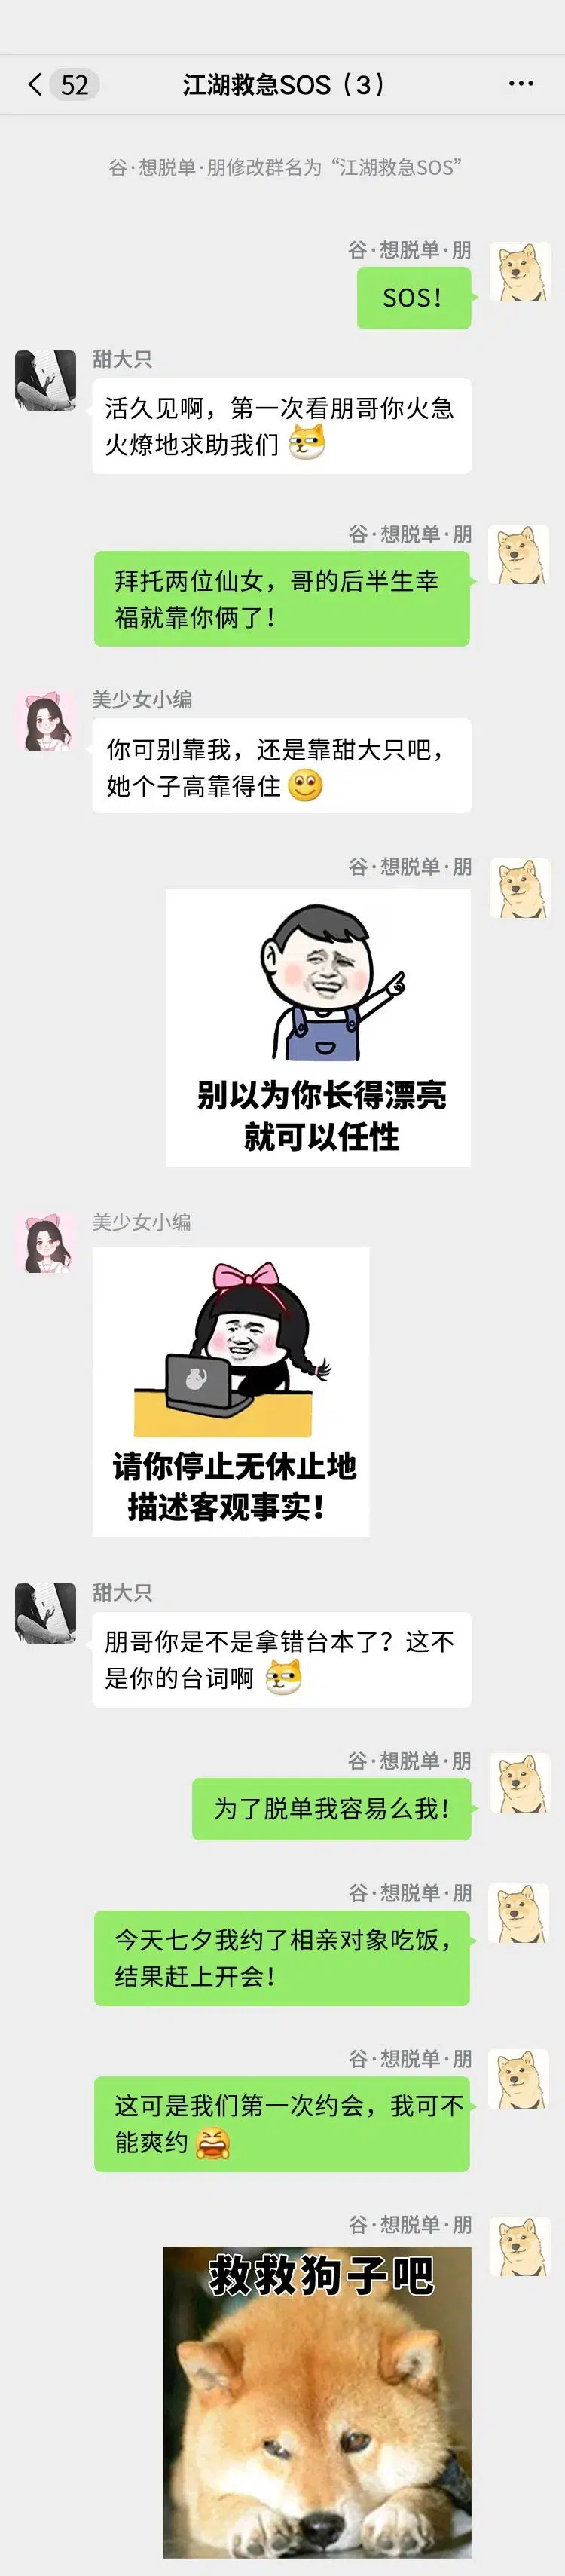 52
江湖救急SOS（3）
谷·想脱单·朋修改群名为“江湖救急SOS”
谷·想脱单·朋
SOS！
甜大只
活久见啊，第一次看朋哥你火急
火燎地求助我们
谷·想脱单·朋
拜托两位仙女，哥的后半生幸
福就靠你俩了！
美少女小编
你可别靠我，还是靠甜大只吧，
她个子高靠得住
谷·想脱单·朋
别以为你长得漂亮
就可以任性
美少女小编
请你停止无休止地
描述客观事实！
甜大只
朋哥你是不是拿错台本了？这不
是你的台词啊
谷·想脱单·朋
为了脱单我容易么我！
谷·想脱单·朋
今天七夕我约了相亲对象吃饭，
结果赶上开会！
谷·想脱单·朋
这可是我们第一次约会，我可不
能爽约
谷·想脱单·朋
救救狗子吧